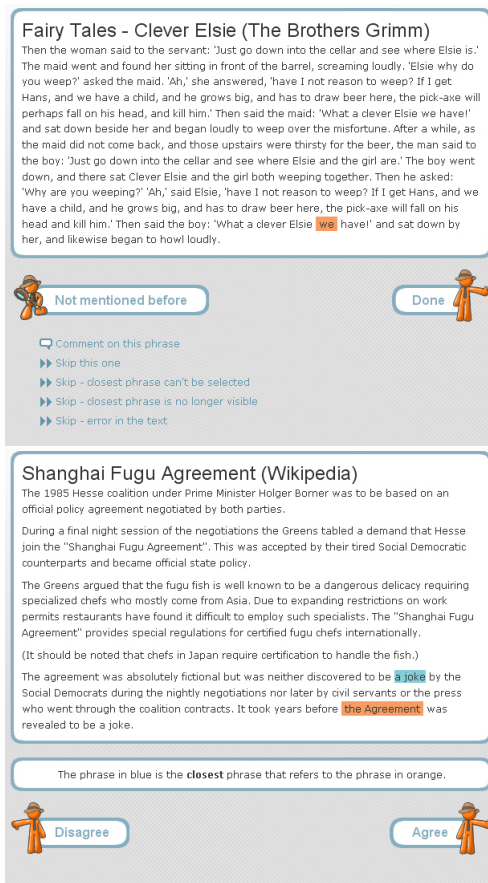 Fairy Tales - Clever Elsie (The Brothers Grimm)
Then the woman said to the servant: 'Just go down into the cellar and see where Elsie is.'
The maid went and found her sitting in front of the barrel, screaming loudly. 'Elsie why do
you weep?' asked the maid. 'Ah,' she answered, 'have I not reason to weep? If I get
Hans, and we have a child, and he grows big, and has to draw beer here, the pick-axe will
perhaps fall on his head, and kill him.' Then said the maid: 'What a clever Elsie we have!'
and sat down beside her and began loudly to weep over the misfortune. After a while, as
the maid did not come back, and those upstairs were thirsty for the beer, the man said to
the boy: 'Just go down into the cellar and see where Elsie and the girl are.' The boy went
down, and there sat Clever Elsie and the girl both weeping together. Then he asked:
'Why are you weeping?' 'Ah,' said Elsie, 'have I not reason to weep? If I get Hans, and we
have a child, and he grows big, and has to draw beer here, the pick-axe will fall on his
head and kill him.' Then said the boy: 'What a clever Elsie we have!' and sat down by
her, and likewise began to howl loudly.
Not mentioned before
Done
Comment on this phrase
Skip this one
Skip - closest phrase can't be selected
Skip - closest phrase is no longer visible
Skip - error in the text
Shanghai Fugu Agreement (Wikipedia)
The 1985 Hesse coalition under Prime Minister Holger Borner was to be based on an
official policy agreement negotiated by both parties.
During a final night session of the negotiations the Greens tabled a demand that Hesse
join the "Shanghai Fugu Agreement". This was accepted by their tired Social Democratic
counterparts and became official state policy.
The Greens argued that the fugu fish is well known to be a dangerous delicacy requiring
specialized chefs who mostly come from Asia. Due to expanding restrictions on work
permits restaurants have found it difficult to employ such specialists. The "Shanghai Fugu
Agreement" provides special regulations for certified fugu chefs internationally.
(It should be noted that chefs in Japan require certification to handle the fish.)
The agreement was absolutely fictional but was neither discovered to be a joke by the
Social Democrats during the nightly negotiations nor later by civil servants or the press
who went through the coalition contracts. It took years before the Agreement was
revealed to be a joke.
The phrase in blue is the closest phrase that refers to the phrase in orange.
Disagree
Agree